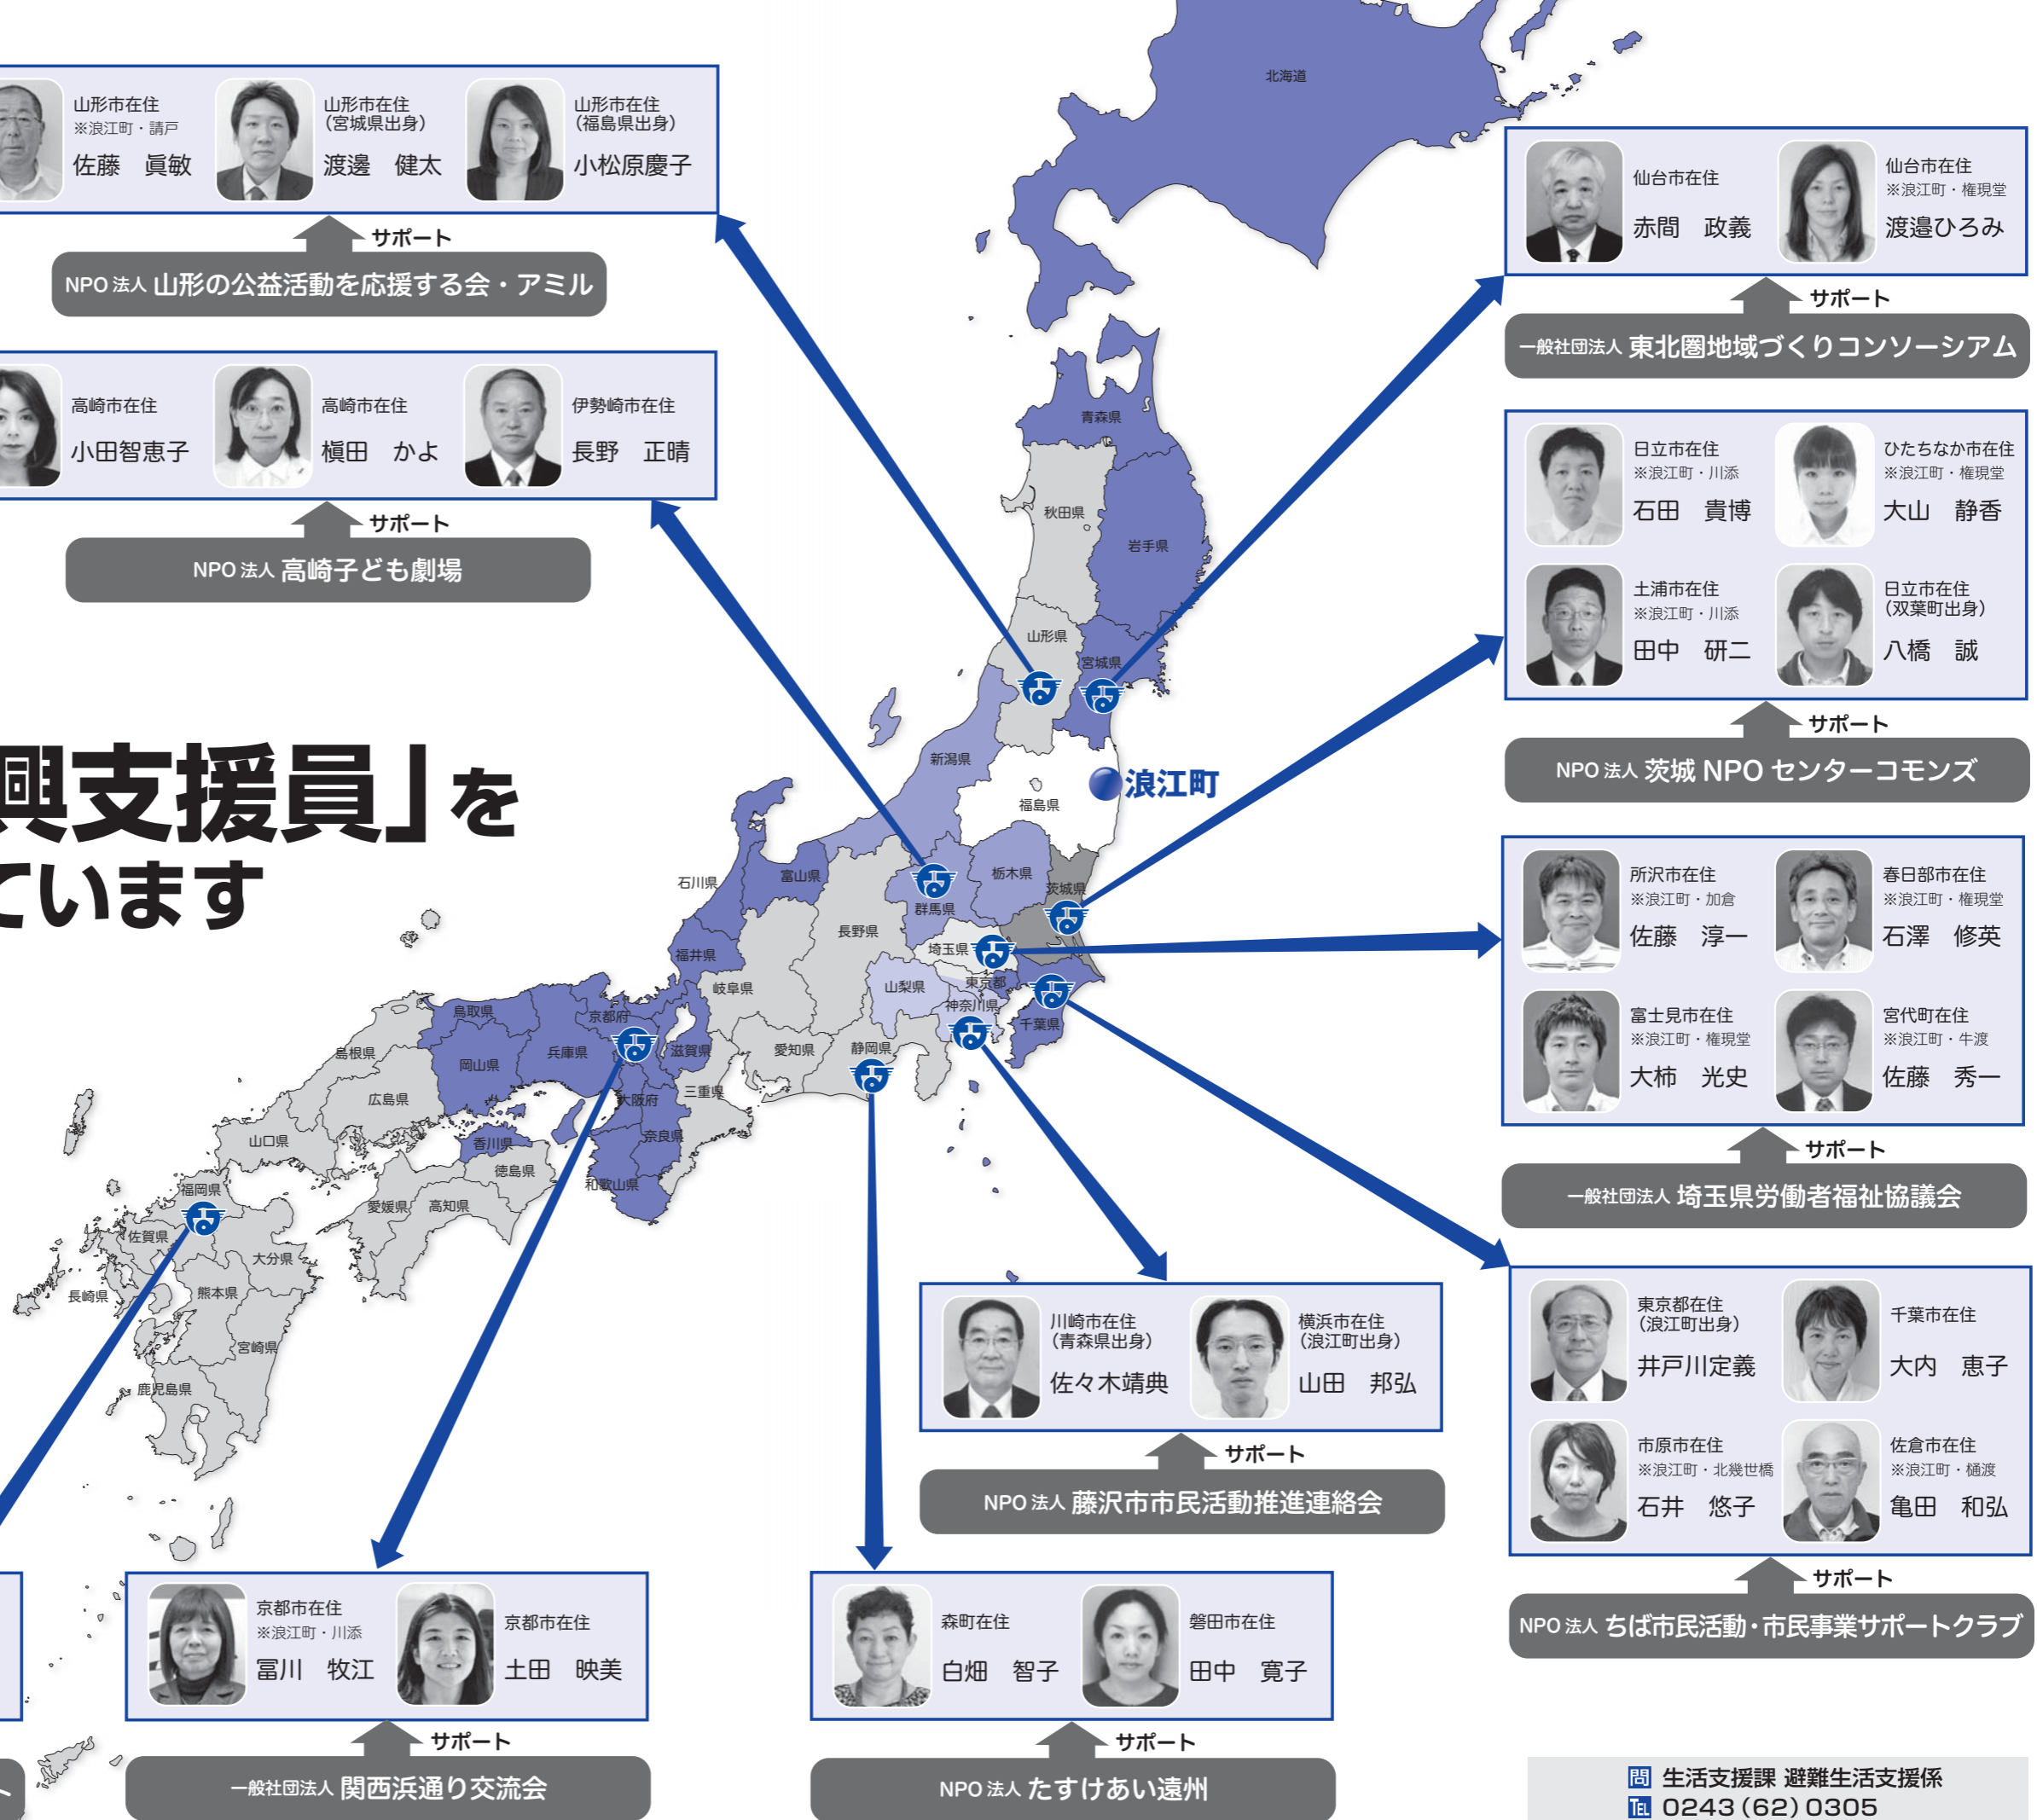 山形市在住
※浪江町・請戸
佐藤　眞敏
山形市在住
（宮城県出身）
渡邊　健太
山形市在住
（福島県出身）
小松原慶子
サポート
NPO 法人 山形の公益活動を応援する会・アミル
高崎市在住
小田智恵子
高崎市在住
槇田　かよ
伊勢崎市在住
長野　正晴
サポート
NPO 法人 高崎子ども劇場
興支援員」を
ています
仙台市在住
赤間　政義
仙台市在住
※浪江町・権現堂
渡邉ひろみ
サポート
一般社団法人 東北圏地域づくりコンソーシアム
日立市在住
※浪江町・川添
石田　貴博
ひたちなか市在住
※浪江町・権現堂
大山　静香
土浦市在住
※浪江町・川添
田中　研二
日立市在住
（双葉町出身）
八橋　誠
サポート
NPO 法人 茨城 NPO センターコモンズ
所沢市在住
※浪江町・加倉
佐藤　淳一
春日部市在住
※浪江町・権現堂
石澤　修英
富士見市在住
※浪江町・権現堂
大柿　光史
宮代町在住
※浪江町・牛渡
佐藤　秀一
サポート
一般社団法人 埼玉県労働者福祉協議会
東京都在住
（浪江町出身）
井戸川定義
千葉市在住
大内　恵子
市原市在住
※浪江町・北幾世橋
石井　悠子
佐倉市在住
※浪江町・樋渡
亀田　和弘
サポート
NPO 法人 ちば市民活動・市民事業サポートクラブ
川崎市在住
（青森県出身）
佐々木靖典
横浜市在住
（浪江町出身）
山田　邦弘
サポート
NPO 法人 藤沢市市民活動推進連絡会
森町在住
白畑　智子
磐田市在住
田中　寛子
サポート
NPO 法人 たすけあい遠州
京都市在住
※浪江町・川添
冨川　牧江
京都市在住
土田　映美
サポート
一般社団法人 関西浜通り交流会
ト
北海道
青森県
秋田県
岩手県
山形県
宮城県
新潟県
福島県
浪江町
栃木県
茨城県
群馬県
埼玉県
東京都
千葉県
神奈川県
山梨県
長野県
富山県
石川県
福井県
岐阜県
静岡県
愛知県
三重県
滋賀県
京都府
兵庫県
大阪府
奈良県
和歌山県
鳥取県
岡山県
島根県
広島県
山口県
香川県
徳島県
愛媛県
高知県
福岡県
佐賀県
長崎県
大分県
熊本県
宮崎県
鹿児島県
問 生活支援課 避難生活支援係
TEL 0243（62）0305